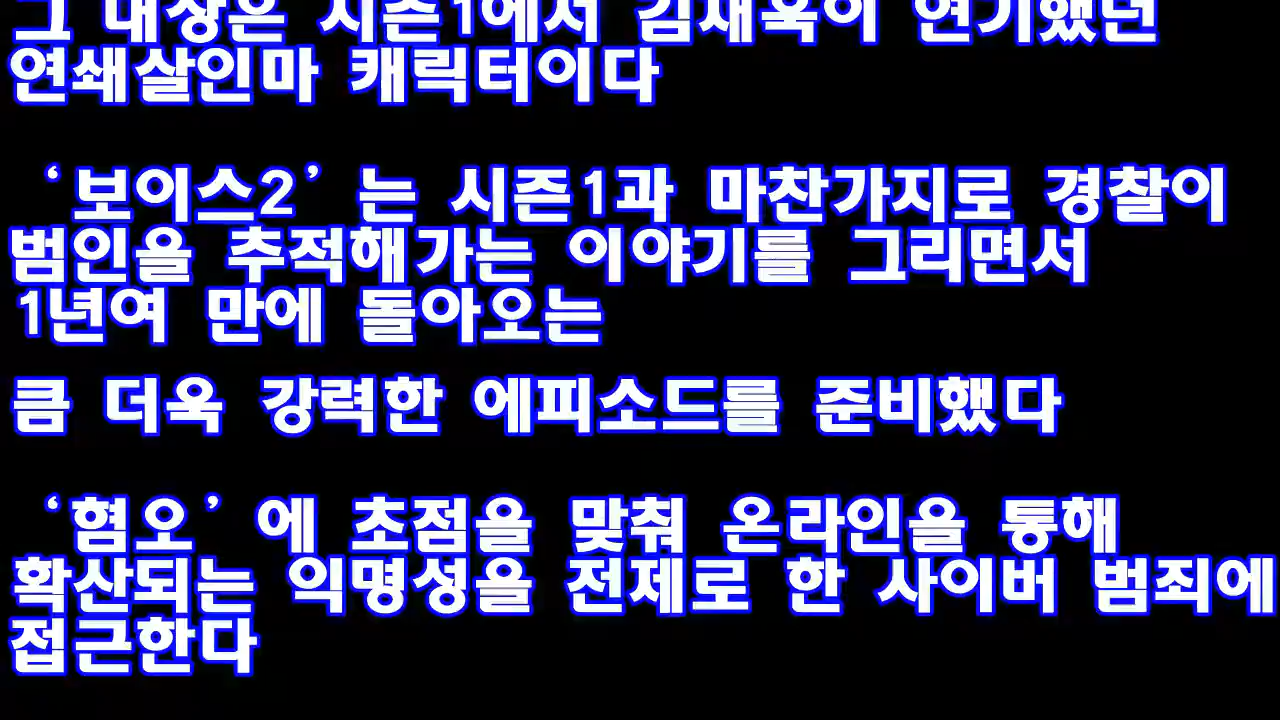 그 대상은 시즌1에서 김재욱이 연기했던
연쇄살인마 캐릭터이다
‘보이스2’는 시즌1과 마찬가지로 경찰이
범인을 추적해가는 이야기를 그리면서
1년여 만에 돌아오는
큼 더욱 강력한 에피소드를 준비했다
‘혐오’에 초점을 맞춰 온라인을 통해
확산되는 익명성을 전제로 한 사이버 범죄에
접근한다